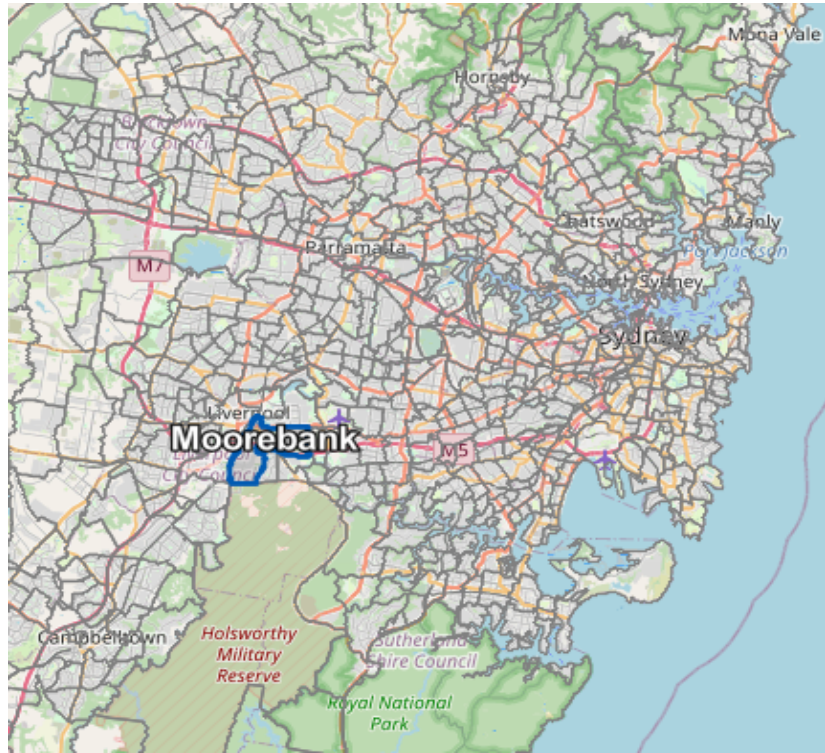 Mona Vale
Hornsby
Blacktown
City Council
Chatswood
Manly
Port Jackson
Parramatta
M7
North Sydney
Sydney
Liverpool
Moorebank
M5
Liverpool
City Council
Campbelltown
Holsworthy
Military
Reserve
Sutherland
Shire Council
Royal National
Park